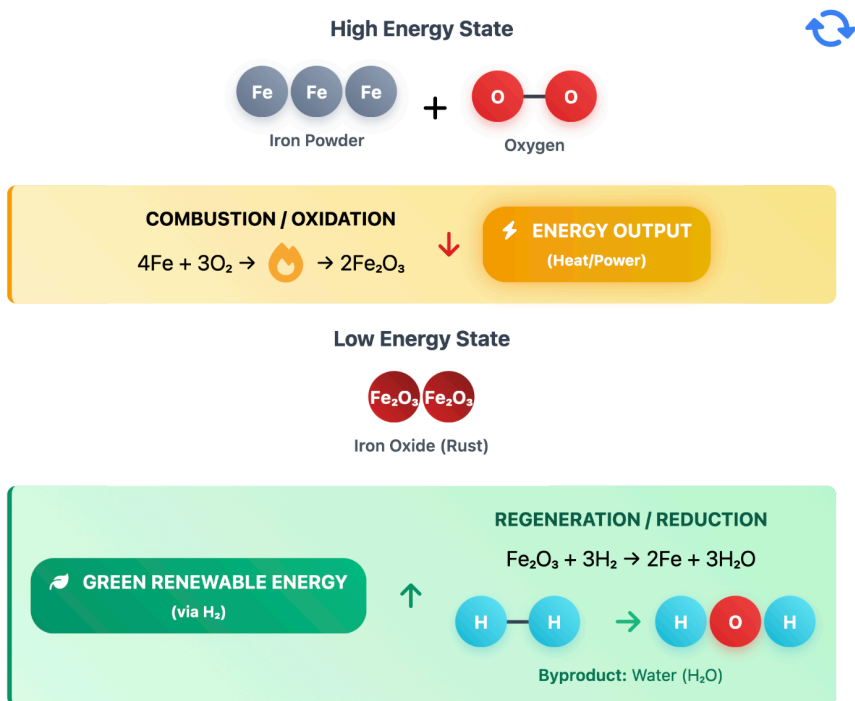 High Energy State
Fe Fe Fe + O O
Iron Powder
Oxygen
COMBUSTION / OXIDATION
4Fe + 3O₂ → → 2Fe₂O₃
↓
ENERGY OUTPUT
(Heat/Power)
Low Energy State
Fe₂O₃ Fe₂O₃
Iron Oxide (Rust)
GREEN RENEWABLE ENERGY
(via H₂)
↑
REGENERATION / REDUCTION
Fe₂O₃ + 3H₂ → 2Fe + 3H₂O
H H → H O H
Byproduct: Water (H₂O)